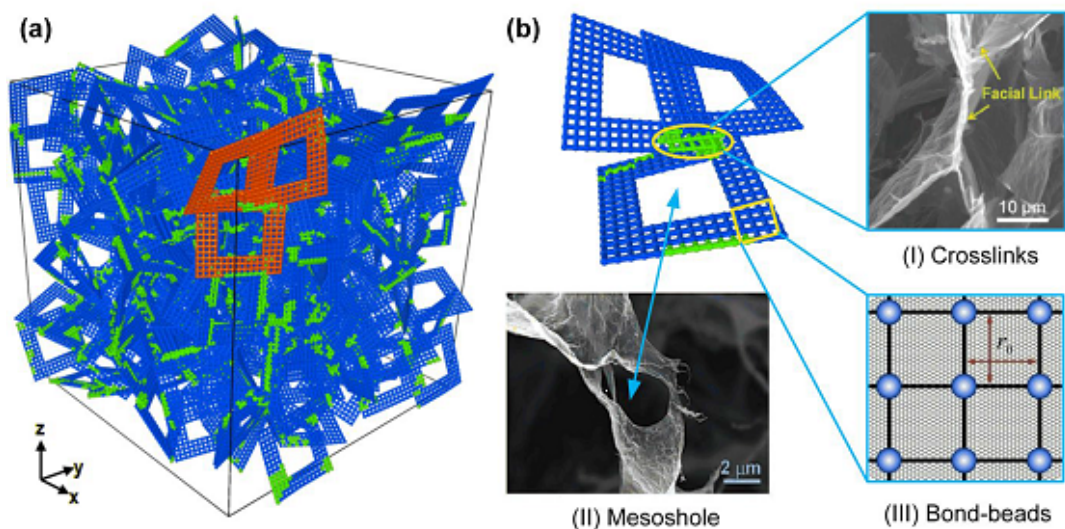 (a)
z
y
x
(b)
Facial Link
10 μm
(I) Crosslinks
2 μm
(II) Mesoshole
r₀
(III) Bond-beads